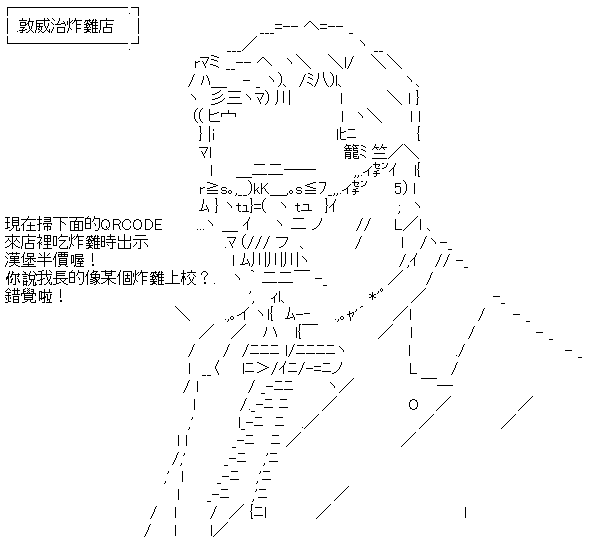 敦威治炸雞店
現在掃下面的QRCODE
來店裡吃炸雞時出示
漢堡半價喔！
你說我長的像某個炸雞上校？.
錯覺啦！